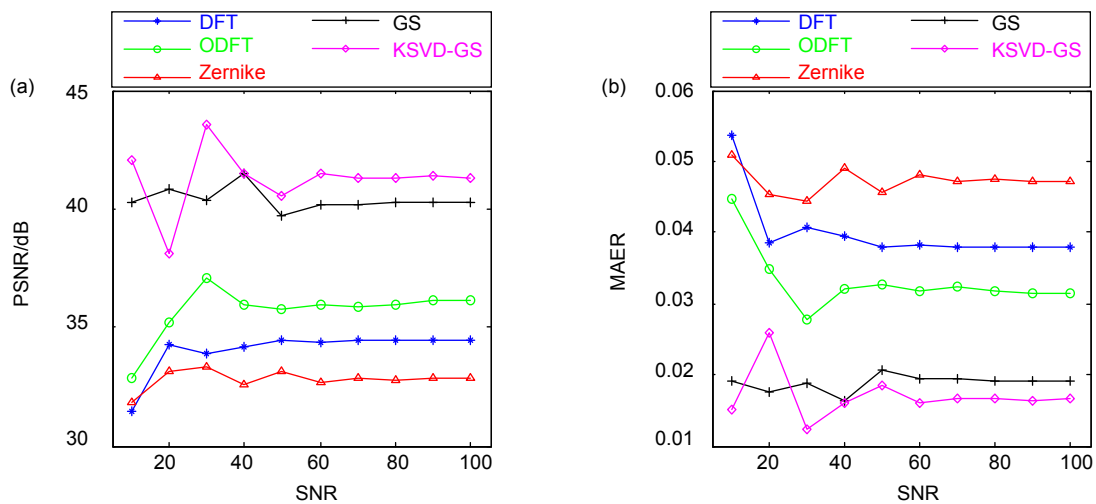 DFT
GS
ODFT
KSVD-GS
Zernike
(a)
45
40
35
30
PSNR/dB
20 40 60 80 100
SNR
DFT
GS
ODFT
KSVD-GS
Zernike
(b)
0.06
0.05
0.04
0.03
0.02
0.01
MAER
20 40 60 80 100
SNR